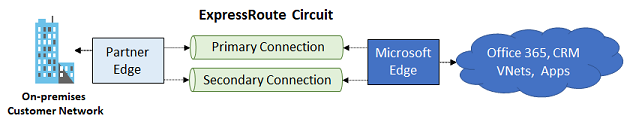 ExpressRoute Circuit
On-premises
Customer Network
Partner
Edge
Primary Connection
Secondary Connection
Microsoft
Edge
Office 365, CRM
VNets, Apps